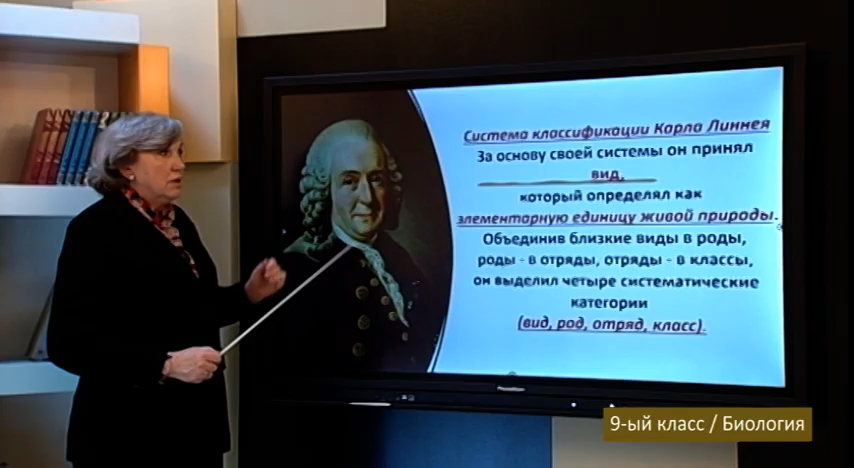 Система классификации Карла Линнея
За основу своей системы он принял
вид,
который определял как
элементарную единицу живой природы.
Объединив близкие виды в роды,
роды - в отряды, отряды - в классы,
он выделил четыре систематические
категории
(вид, род, отряд, класс).
9-ый класс / Биология